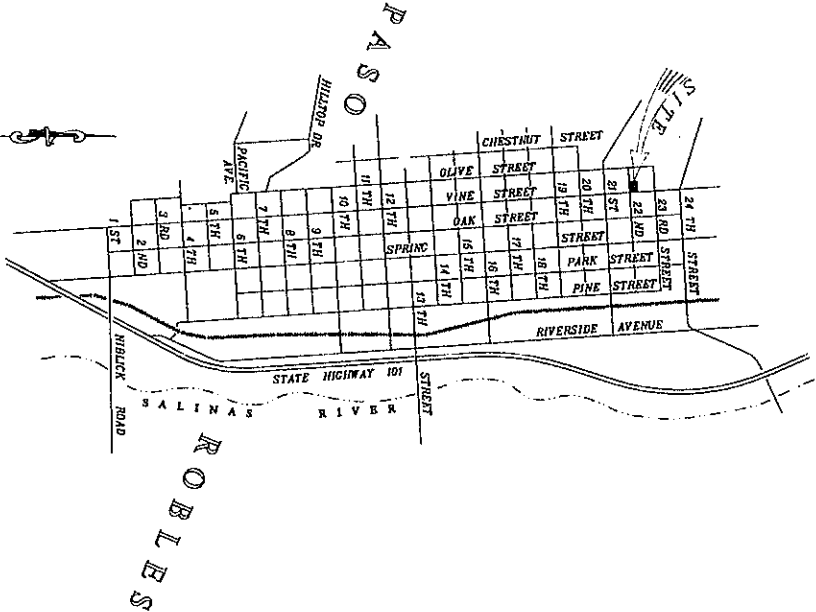 PASO
ROBLES
SITE
HILLTOP DR.
PACIFIC AVE.
CHESTNUT STREET
OLIVE STREET
VINE STREET
OAK STREET
SPRING STREET
PARK STREET
PINE STREET
RIVERSIDE AVENUE
STATE HIGHWAY 101
SALINAS RIVER
NIBLICK ROAD
1 ST
2 ND
3 RD
4 TH
5 TH
6 TH
7 TH
8 TH
9 TH
10 TH
11 TH
12 TH
13 TH STREET
14 TH
15 TH
16 TH
17 TH
18 TH
19 TH
20 TH
21 ST
22 ND
23 RD STREET
24 TH STREET